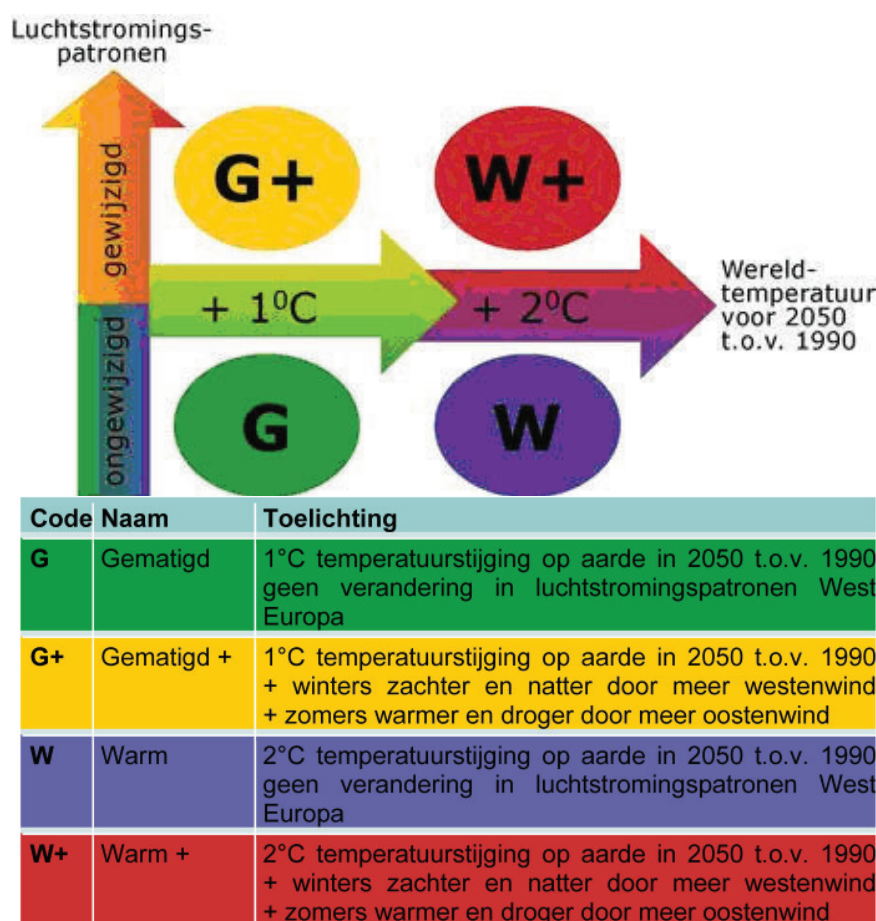 Luchtstromings-
patronen
gewijzigd
ongewijzigd
G+
W+
+ 1⁰C
+ 2⁰C
Wereld-
temperatuur
voor 2050
t.o.v. 1990
G
W
Code Naam Toelichting
G Gematigd 1°C temperatuurstijging op aarde in 2050 t.o.v. 1990
geen verandering in luchtstromingspatronen West
Europa
G+ Gematigd + 1°C temperatuurstijging op aarde in 2050 t.o.v. 1990
+ winters zachter en natter door meer westenwind
+ zomers warmer en droger door meer oostenwind
W Warm 2°C temperatuurstijging op aarde in 2050 t.o.v. 1990
geen verandering in luchtstromingspatronen West
Europa
W+ Warm + 2°C temperatuurstijging op aarde in 2050 t.o.v. 1990
+ winters zachter en natter door meer westenwind
+ zomers warmer en droger door meer oostenwind